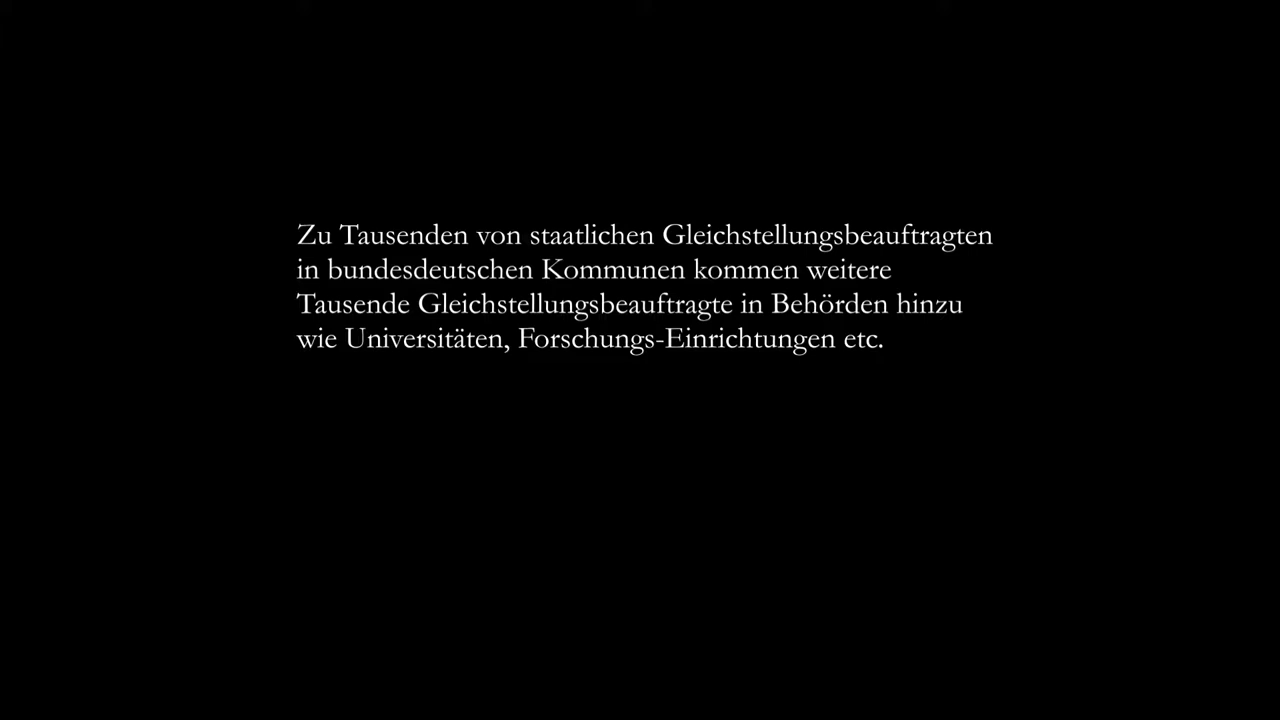 Zu Tausenden von staatlichen Gleichstellungsbeauftragten
in bundesdeutschen Kommunen kommen weitere
Tausende Gleichstellungsbeauftragte in Behörden hinzu
wie Universitäten, Forschungs-Einrichtungen etc.